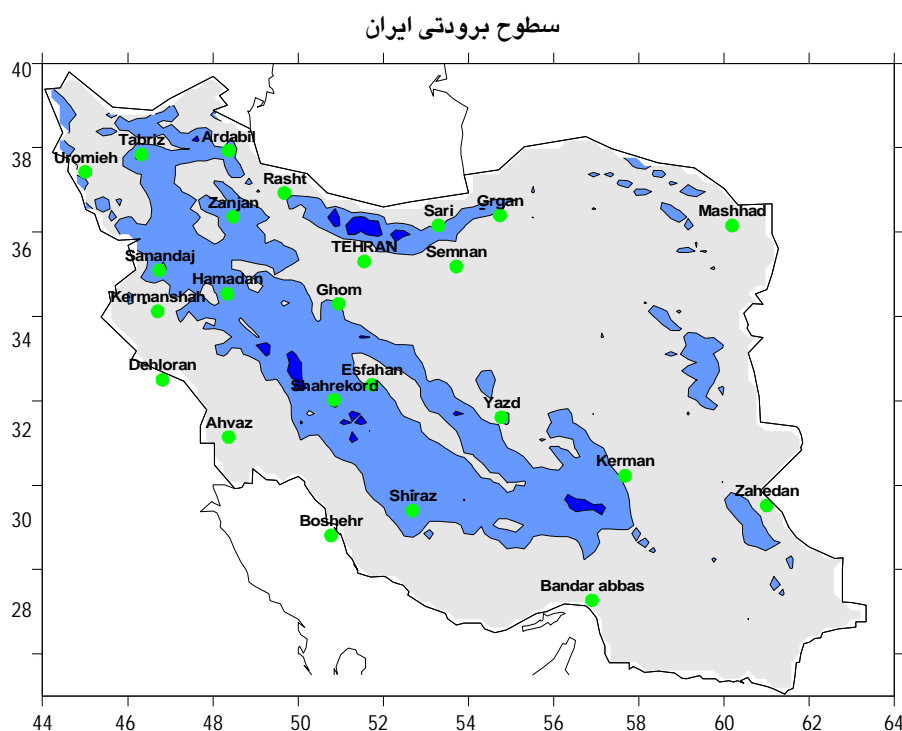 سطوح برودتی ایران
40
Ardabil
Tabriz
38
Uromieh
Rasht
Zanjan
Sari
Grgan
Mashhad
36
TEHRAN
Semnan
Sanandaj
Hamadan
Ghom
Kermanshah
34
Dehloran
Esfahan
Shahrekord
Yazd
32
Ahvaz
Kerman
Zahedan
Shiraz
30
Boshehr
Bandar abbas
28
44 46 48 50 52 54 56 58 60 62 64